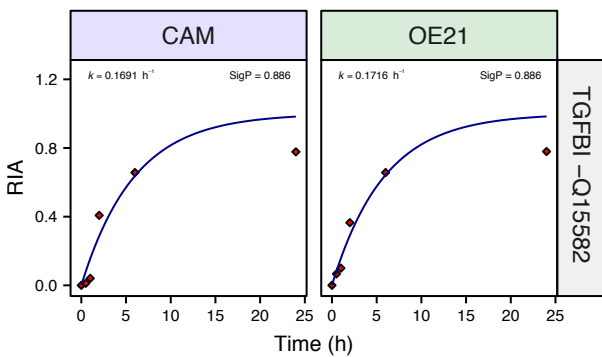 CAM
OE21
k = 0.1691 h⁻¹
SigP = 0.886
k = 0.1716 h⁻¹
SigP = 0.886
1.2
0.8
0.4
0.0
RIA
0 5 10 15 20 25
0 5 10 15 20 25
Time (h)
TGFBI −Q15582